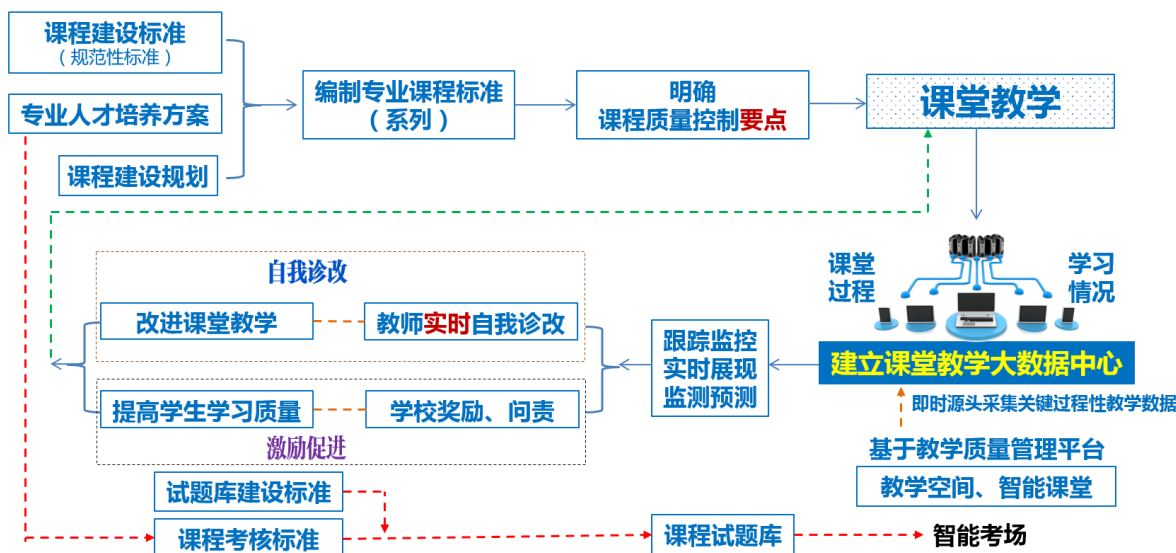 课程建设标准
（规范性标准）
专业人才培养方案
课程建设规划
编制专业课程标准
（系列）
明确
课程质量控制要点
课堂教学
课堂
过程
学习
情况
建立课堂教学大数据中心
即时源头采集关键过程性教学数据
基于教学质量管理平台
教学空间、智能课堂
跟踪监控
实时展现
监测预测
自我诊改
改进课堂教学
教师实时自我诊改
提高学生学习质量
学校奖励、问责
激励促进
试题库建设标准
课程考核标准
课程试题库
智能考场